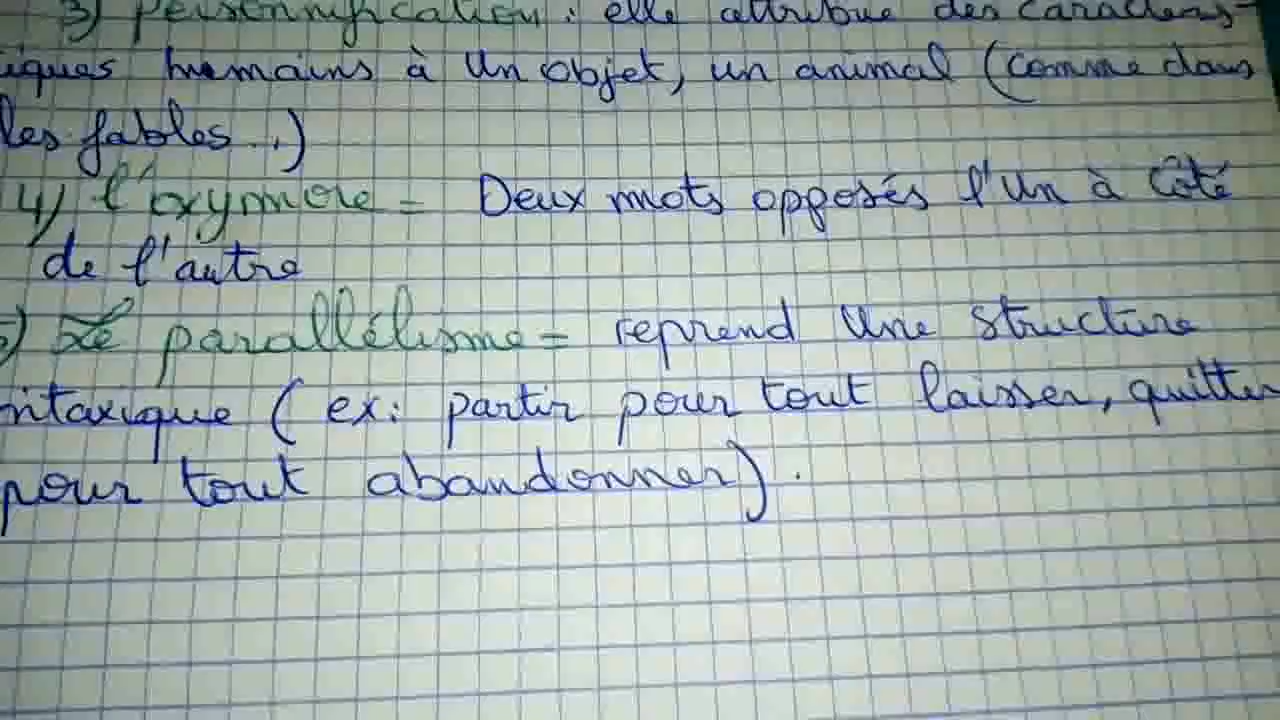 3) personnification : elle attribue des caractéris-
iques humains à un objet, un animal (comme dans
les fables...)
4) l'oxymore = Deux mots opposés l'un à côté
de l'autre
5) Le parallélisme = reprend une structure
ntaxique (ex: partir pour tout laisser, quitter
pour tout abandonner).